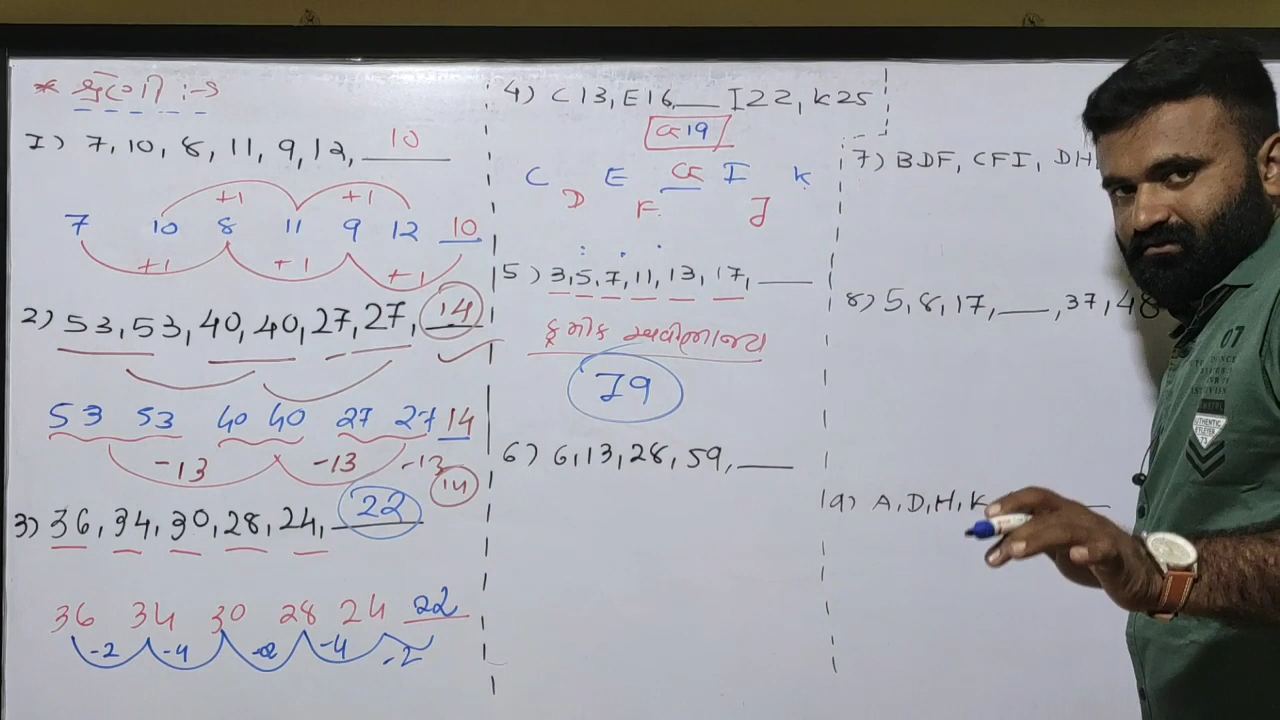 * શ્રેણી :-
1) 7, 10, 8, 11, 9, 12, 10
+1 +1
7 10 8 11 9 12 10
+1 +1 +1
2) 53, 53, 40, 40, 27, 27, 14
53 53 40 40 27 27 14
-13 -13 -13
14
3) 36, 34, 30, 28, 24, 22
36 34 30 28 24 22
-2 -4 -2 -4 -2
4) C13, E16, ___ I22, K25
G19
C E G I K
D F J
5) 3, 5, 7, 11, 13, 17, ___
ક્રમીક અવિભાજ્ય
19
6) 6, 13, 28, 59, ___
7) BDF, CFI, DH
8) 5, 8, 17, ___, 37, 48
9) A, D, H, K
07
AUTHENTIC